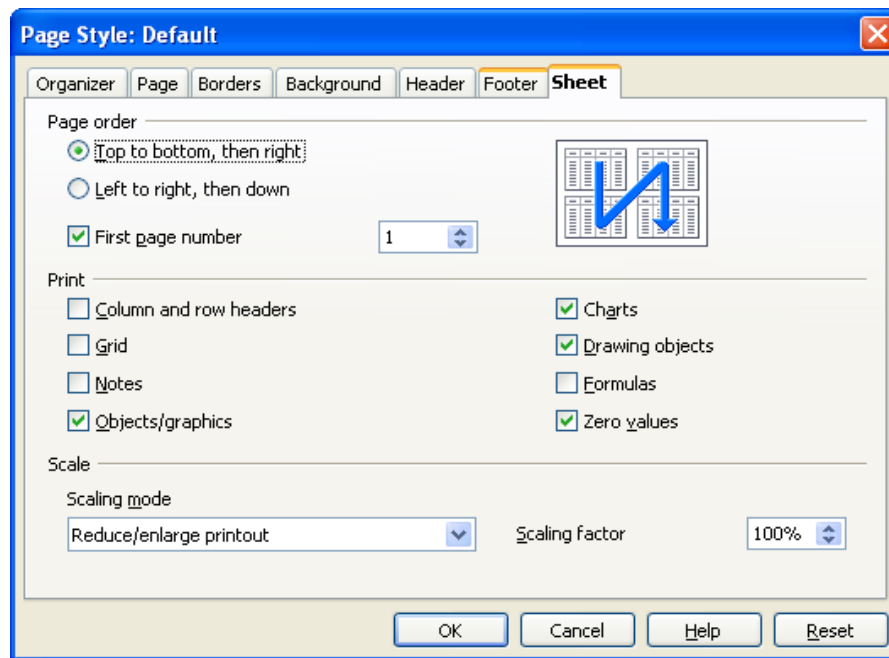 Page Style: Default
Organizer Page Borders Background Header Footer Sheet
Page order
Top to bottom, then right
Left to right, then down
First page number 1
Print
Column and row headers Charts
Grid Drawing objects
Notes Formulas
Objects/graphics Zero values
Scale
Scaling mode
Reduce/enlarge printout Scaling factor 100%
OK Cancel Help Reset